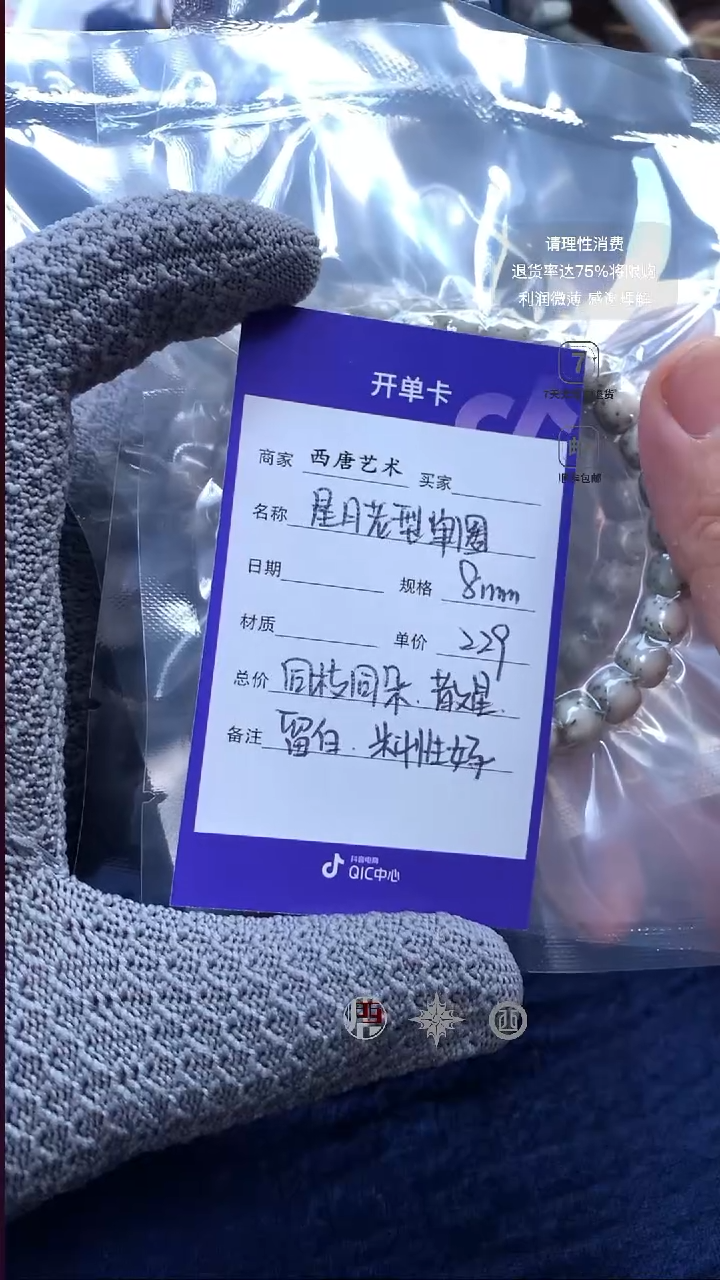 请理性消费
退货率达75%将限购
利润微薄 感谢理解
7
开单卡
商家 西唐艺术 买家
名称 星月老型单圈
日期 规格 8mm
材质 单价 229
总价 同枝同朵.散星.
备注 留白.料性好
抖音电商
QIC中心
西